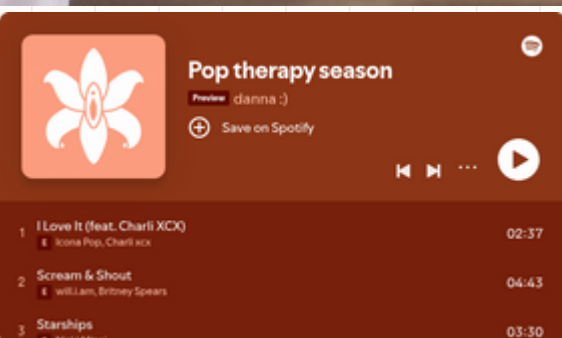 Pop therapy season
Preview danna :)
Save on Spotify
1 I Love It (feat. Charli XCX) 02:37
E Icona Pop, Charli xcx
2 Scream & Shout 04:43
E will.i.am, Britney Spears
3 Starships 03:30